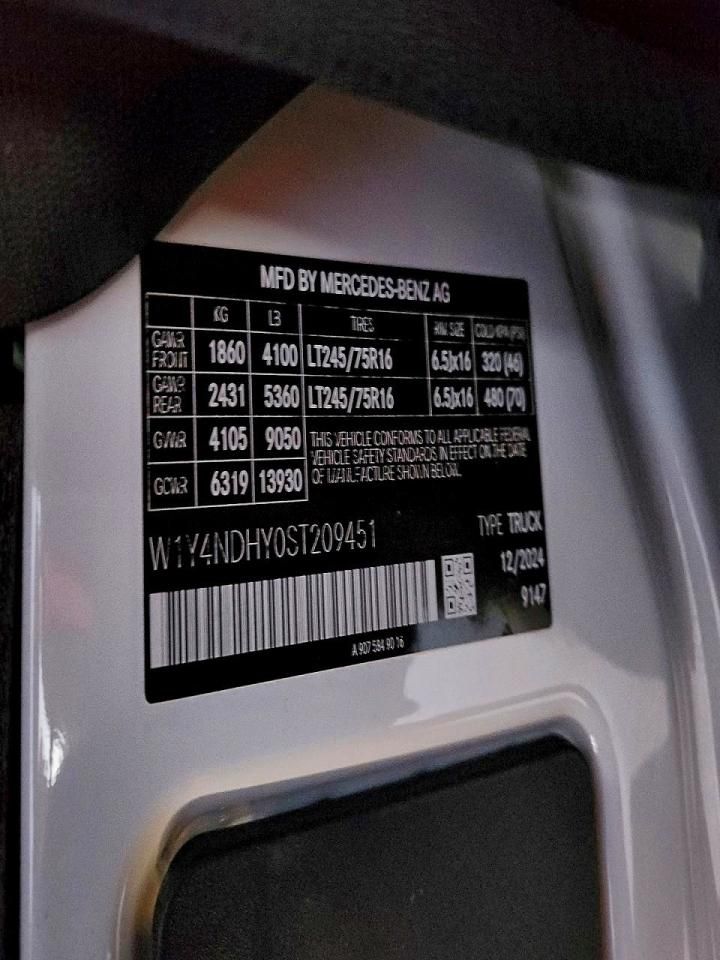 MFD BY MERCEDES-BENZ AG
KG LB TIRES RIM SIZE COLD KPA (PSI)
GAWR FRONT 1860 4100 LT245/75R16 6.5Jx16 320 (46)
GAWR REAR 2431 5360 LT245/75R16 6.5Jx16 480 (70)
GVWR 4105 9050
GCWR 6319 13930
THIS VEHICLE CONFORMS TO ALL APPLICABLE FEDERAL
VEHICLE SAFETY STANDARDS IN EFFECT ON THE DATE
OF MANUFACTURE SHOWN BELOW.
W1Y4NDHY0ST209451
TYPE TRUCK
12/2024
9147
A 907 584 90 16